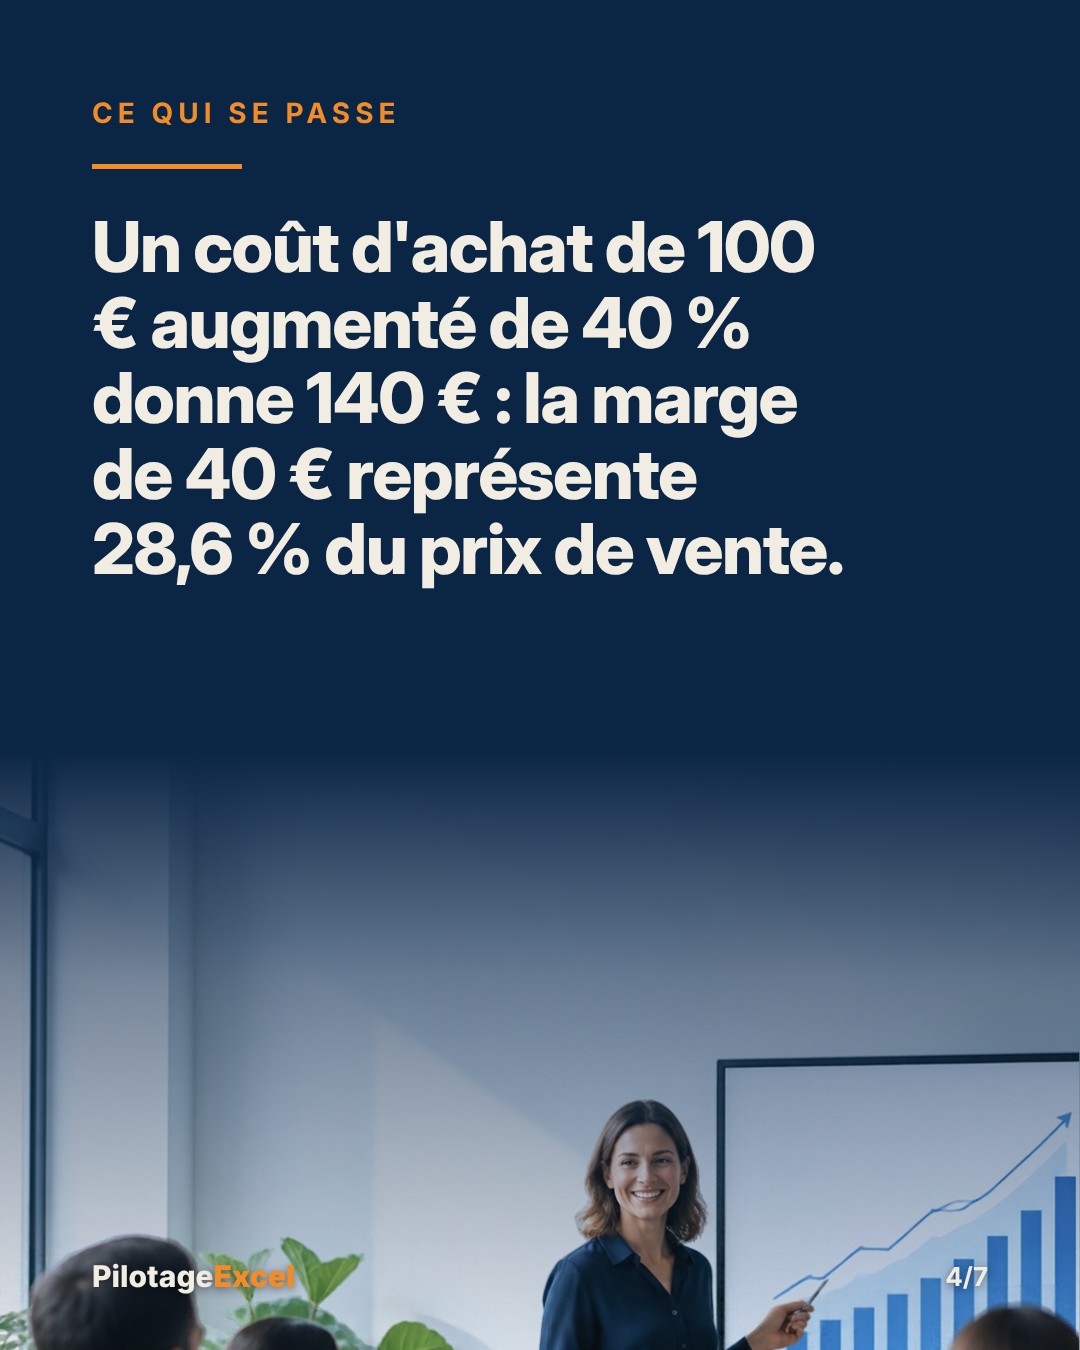 CE QUI SE PASSE
Un coût d'achat de 100
€ augmenté de 40 %
donne 140 € : la marge
de 40 € représente
28,6 % du prix de vente.
PilotageExcel
4/7